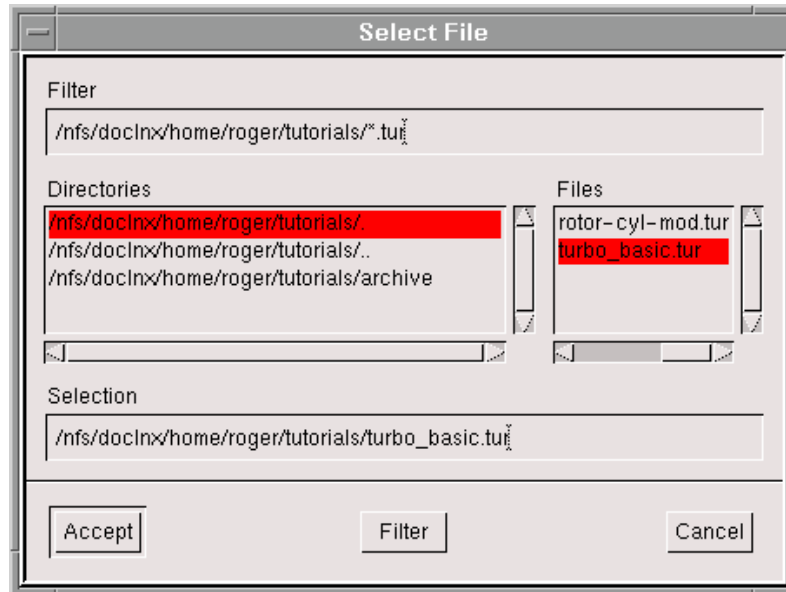 Select File
Filter
/nfs/doclnx/home/roger/tutorials/*.tur
Directories
/nfs/doclnx/home/roger/tutorials/.
/nfs/doclnx/home/roger/tutorials/..
/nfs/doclnx/home/roger/tutorials/archive
Files
rotor-cyl-mod.tur
turbo_basic.tur
Selection
/nfs/doclnx/home/roger/tutorials/turbo_basic.tur
Accept
Filter
Cancel